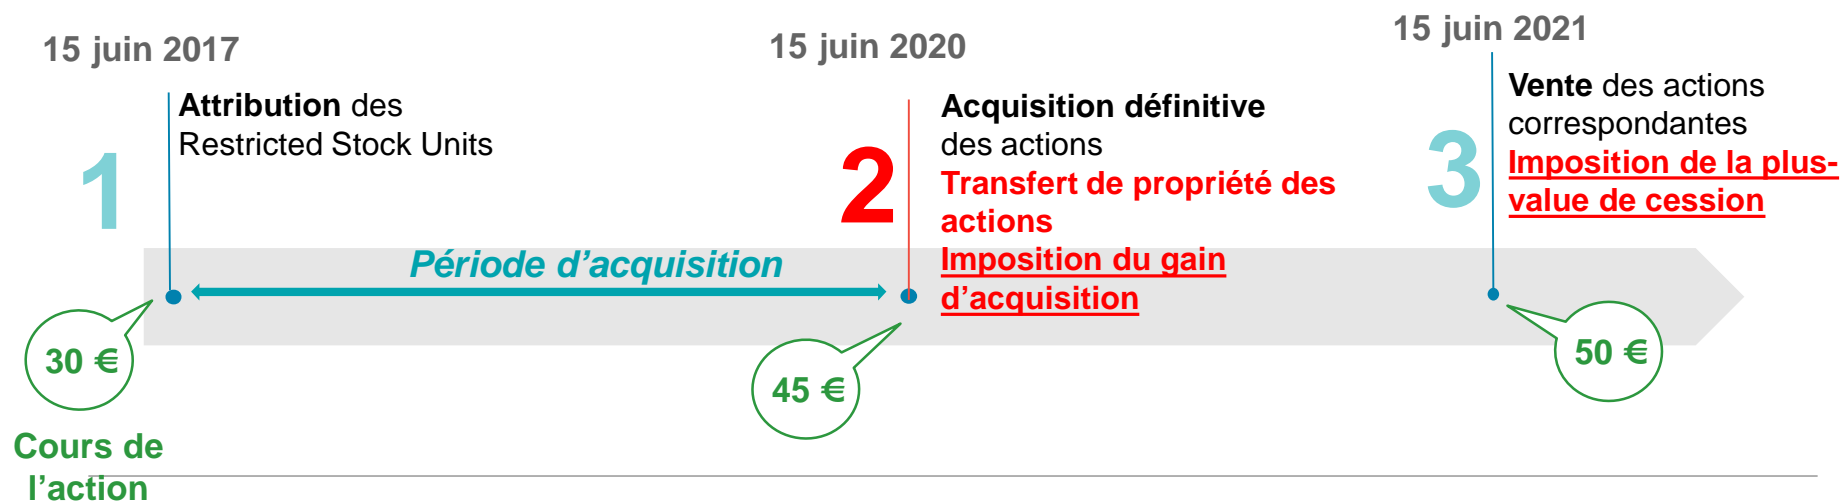 15 juin 2017
Attribution des
Restricted Stock Units
1
15 juin 2020
Acquisition définitive
des actions
Transfert de propriété des
actions
Imposition du gain
d’acquisition
2
15 juin 2021
Vente des actions
correspondantes
Imposition de la plus-
value de cession
3
Période d'acquisition
30 €
45 €
50 €
Cours de
l’action